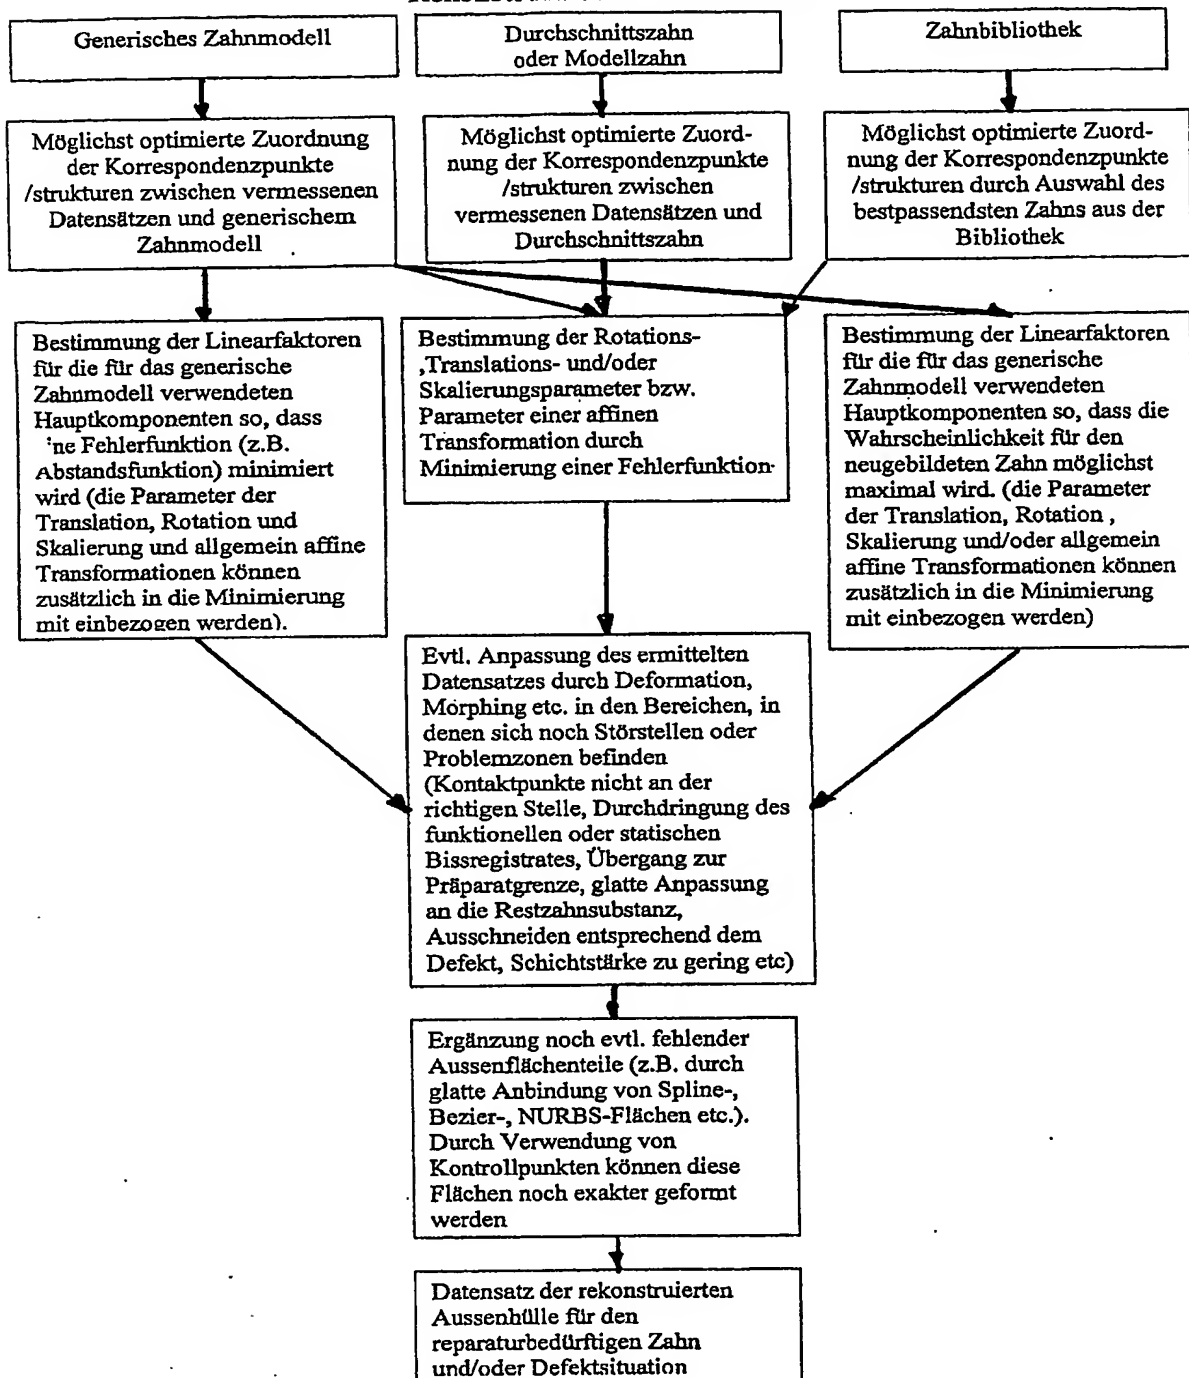 Generisches Zahnmodell
Durchschnittszahn
oder Modellzahn
Zahnbibliothek
Möglichst optimierte Zuordnung
der Korrespondenzpunkte
/strukturen zwischen vermessenen
Datensätzen und generischem
Zahnmodell
Möglichst optimierte Zuord-
nung der Korrespondenzpunkte
/strukturen zwischen
vermessenen Datensätzen und
Durchschnittszahn
Möglichst optimierte Zuord-
nung der Korrespondenzpunkte
/strukturen durch Auswahl des
bestpassendsten Zahns aus der
Bibliothek
Bestimmung der Linearfaktoren
für die für das generische
Zahnmodell verwendeten
Hauptkomponenten so, dass
'ne Fehlerfunktion (z.B.
Abstandsfunktion) minimiert
wird (die Parameter der
Translation, Rotation und
Skalierung und allgemein affine
Transformationen können
zusätzlich in die Minimierung
mit einbezogen werden).
Bestimmung der Rotations-
,Translations- und/oder
Skalierungsparameter bzw.
Parameter einer affinen
Transformation durch
Minimierung einer Fehlerfunktion
Bestimmung der Linearfaktoren
für die für das generische
Zahnmodell verwendeten
Hauptkomponenten so, dass die
Wahrscheinlichkeit für den
neugebildeten Zahn möglichst
maximal wird. (die Parameter
der Translation, Rotation ,
Skalierung und/oder allgemein
affine Transformationen können
zusätzlich in die Minimierung
mit einbezogen werden)
Evtl. Anpassung des ermittelten
Datensatzes durch Deformation,
Morphing etc. in den Bereichen, in
denen sich noch Störstellen oder
Problemzonen befinden
(Kontaktpunkte nicht an der
richtigen Stelle, Durchdringung des
funktionellen oder statischen
Bissregistrates, Übergang zur
Präparatgrenze, glatte Anpassung
an die Restzahnsubstanz,
Ausschneiden entsprechend dem
Defekt, Schichtstärke zu gering etc)
Ergänzung noch evtl. fehlender
Aussenflächenteile (z.B. durch
glatte Anbindung von Spline-,
Bezier-, NURBS-Flächen etc.).
Durch Verwendung von
Kontrollpunkten können diese
Flächen noch exakter geformt
werden
Datensatz der rekonstruierten
Aussenhülle für den
reparaturbedürftigen Zahn
und/oder Defektsituation